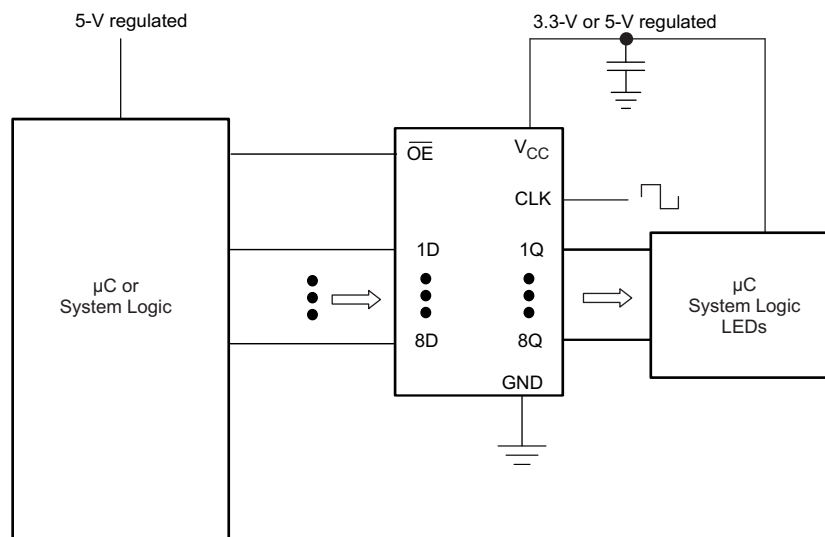 5-V regulated
3.3-V or 5-V regulated
OE
VCC
CLK
1D
1Q
µC or
System Logic
µC
System Logic
LEDs
8D
8Q
GND